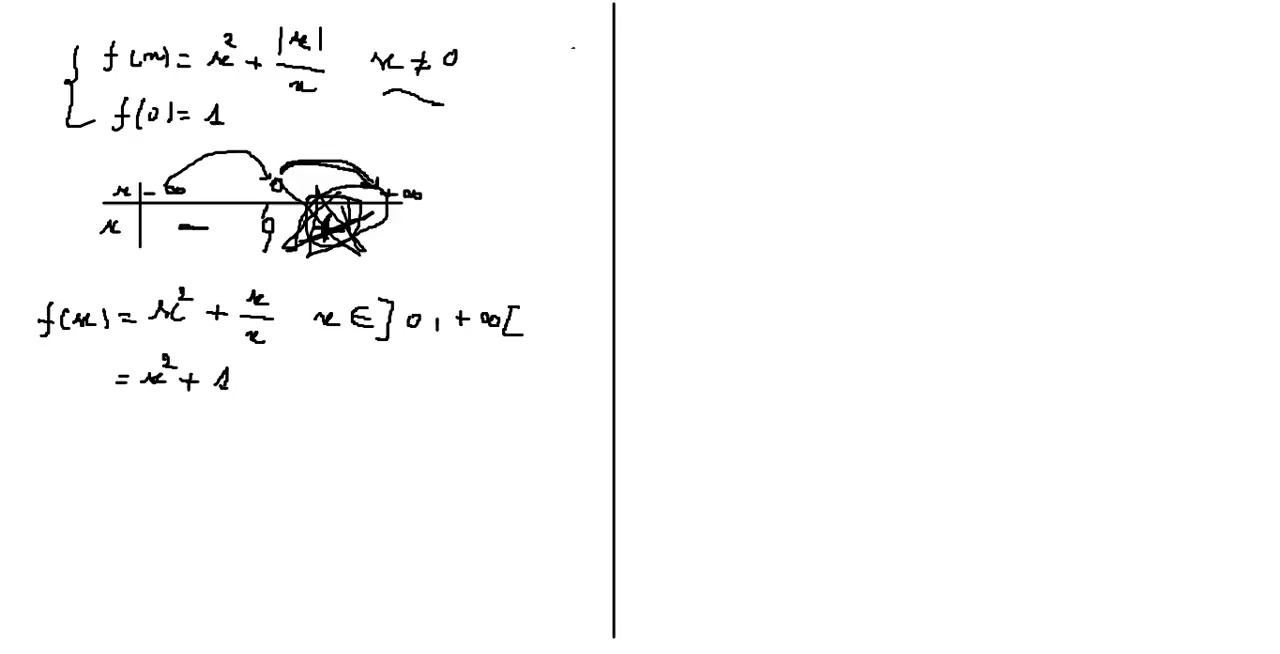 f(x) = x² + |x|/x x ≠ 0
f(0) = 1
x -∞ 0 +∞
x - 0
f(x) = x² + x/x x ∈ ]0, +∞[
= x² + 1